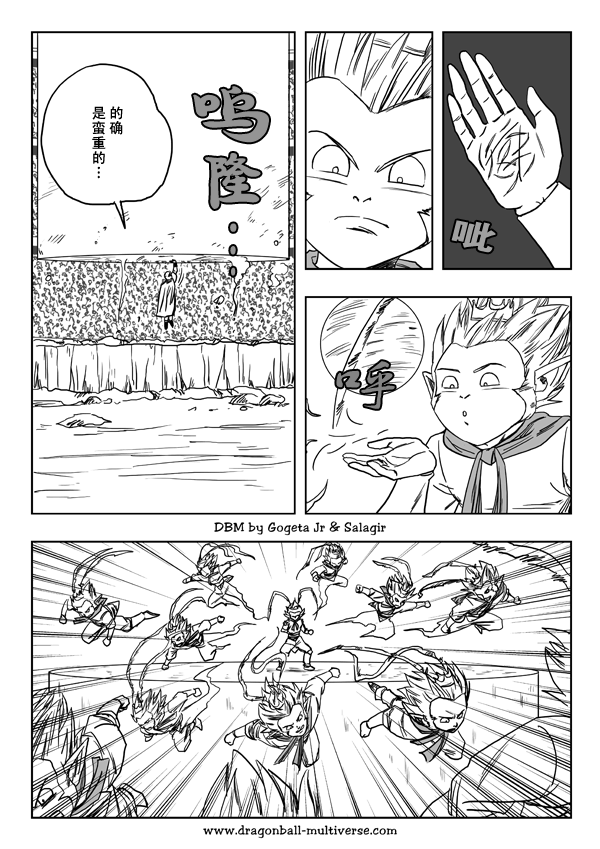 的确
是蛮重的…
呜隆……
呲
呼
DBM by Gogeta Jr & Salagir
www.dragonball-multiverse.com